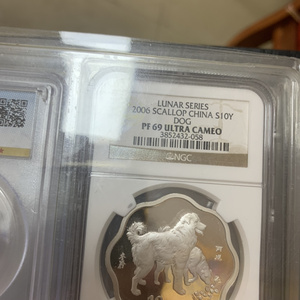 LUNAR SERIES
2006 SCALLOP CHINA S10Y
DOG
PF 69 ULTRA CAMEO
3852432-058
NGC